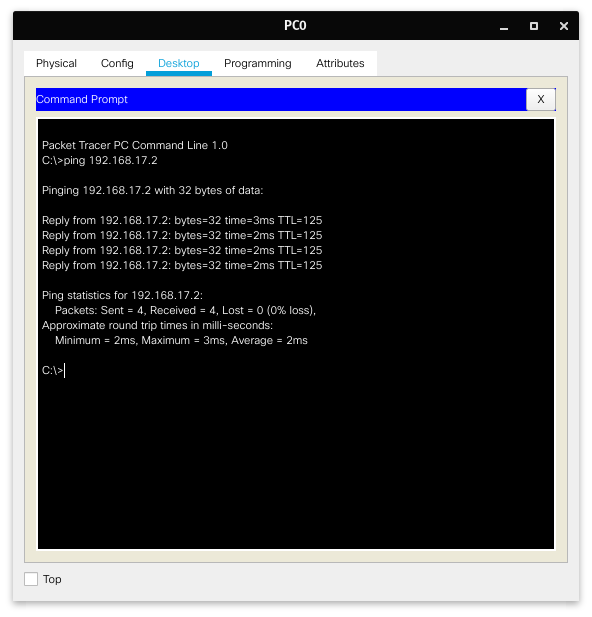 PC0
Physical Config Desktop Programming Attributes
Command Prompt X
Packet Tracer PC Command Line 1.0
C:\>ping 192.168.17.2
Pinging 192.168.17.2 with 32 bytes of data:
Reply from 192.168.17.2: bytes=32 time=3ms TTL=125
Reply from 192.168.17.2: bytes=32 time=2ms TTL=125
Reply from 192.168.17.2: bytes=32 time=2ms TTL=125
Reply from 192.168.17.2: bytes=32 time=2ms TTL=125
Ping statistics for 192.168.17.2:
Packets: Sent = 4, Received = 4, Lost = 0 (0% loss),
Approximate round trip times in milli-seconds:
Minimum = 2ms, Maximum = 3ms, Average = 2ms
C:\>
Top